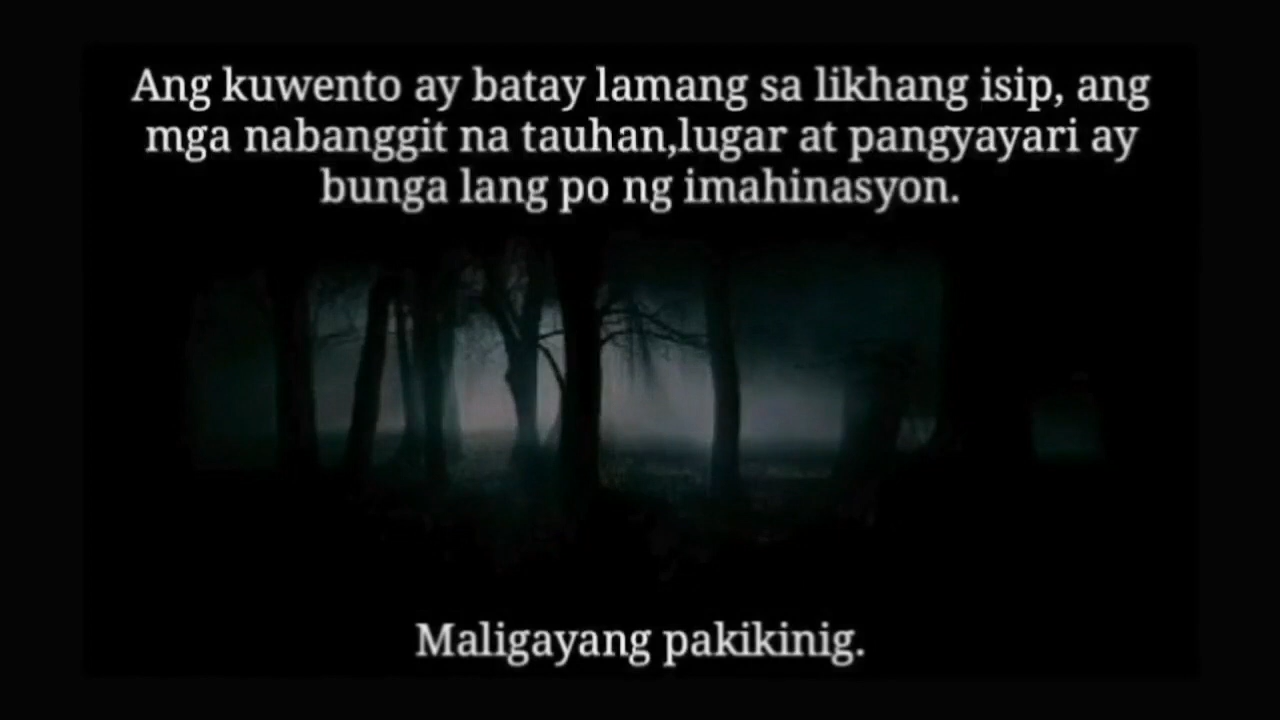 Ang kuwento ay batay lamang sa likhang isip, ang
mga nabanggit na tauhan,lugar at pangyayari ay
bunga lang po ng imahinasyon.
Maligayang pakikinig.